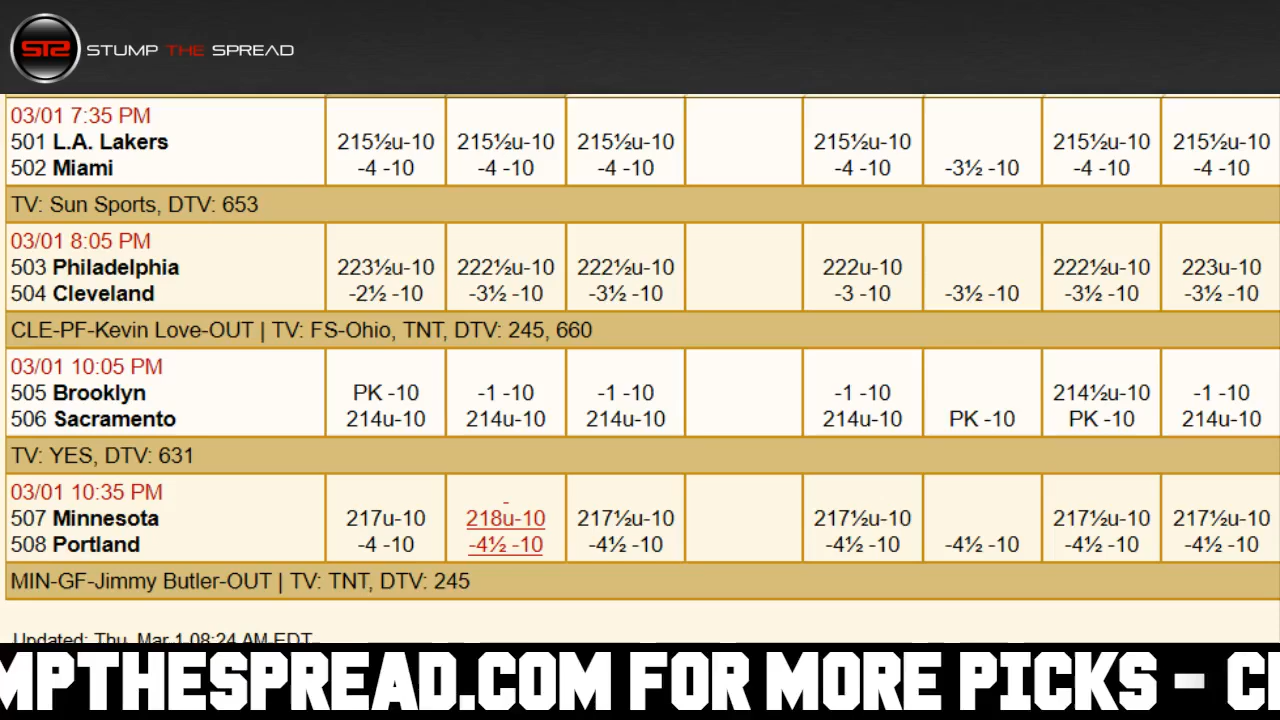 STS STUMP THE SPREAD
03/01 7:35 PM
501 L.A. Lakers 215½u-10 215½u-10 215½u-10 215½u-10 215½u-10 215½u-10
502 Miami -4 -10 -4 -10 -4 -10 -4 -10 -3½ -10 -4 -10 -4 -10
TV: Sun Sports, DTV: 653
03/01 8:05 PM
503 Philadelphia 223½u-10 222½u-10 222½u-10 222u-10 222½u-10 223u-10
504 Cleveland -2½ -10 -3½ -10 -3½ -10 -3 -10 -3½ -10 -3½ -10 -3½ -10
CLE-PF-Kevin Love-OUT | TV: FS-Ohio, TNT, DTV: 245, 660
03/01 10:05 PM
505 Brooklyn PK -10 -1 -10 -1 -10 -1 -10 214½u-10 -1 -10
506 Sacramento 214u-10 214u-10 214u-10 214u-10 PK -10 PK -10 214u-10
TV: YES, DTV: 631
03/01 10:35 PM -
507 Minnesota 217u-10 218u-10 217½u-10 217½u-10 217½u-10 217½u-10
508 Portland -4 -10 -4½ -10 -4½ -10 -4½ -10 -4½ -10 -4½ -10 -4½ -10
MIN-GF-Jimmy Butler-OUT | TV: TNT, DTV: 245
Updated: Thu, Mar 1 08:24 AM EDT
MPTHESPREAD.COM FOR MORE PICKS - C